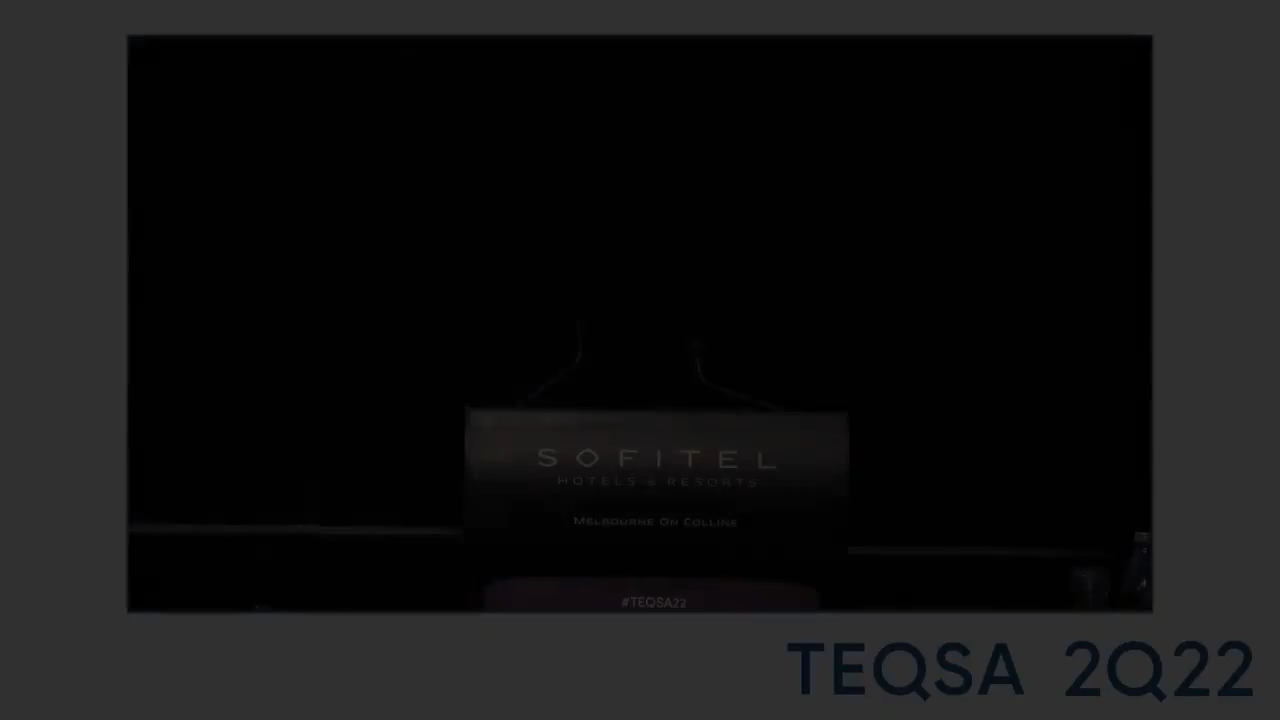 SOFITEL
HOTELS & RESORTS
MELBOURNE ON COLLINS
#TEQSA22
TEQSA 2Q22